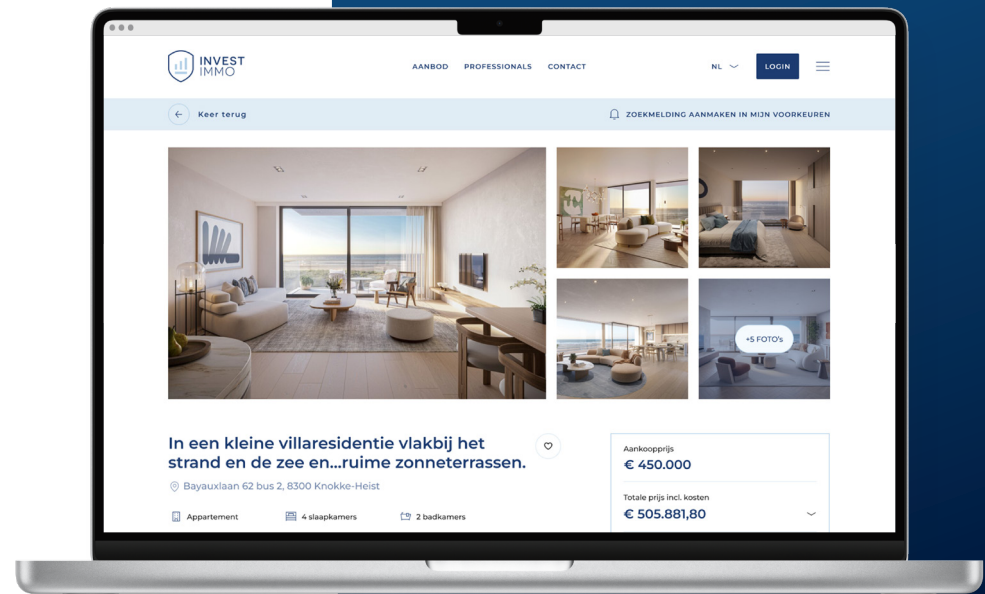 INVEST
IMMO
AANBOD PROFESSIONALS CONTACT
NL
LOGIN
Keer terug
ZOEKMELDING AANMAKEN IN MIJN VOORKEUREN
+5 FOTO's
In een kleine villaresidentie vlakbij het
strand en de zee en...ruime zonneterrassen.
Bayauxlaan 62 bus 2, 8300 Knokke-Heist
Appartement 4 slaapkamers 2 badkamers
Aankoopprijs
€ 450.000
Totale prijs incl. kosten
€ 505.881,80